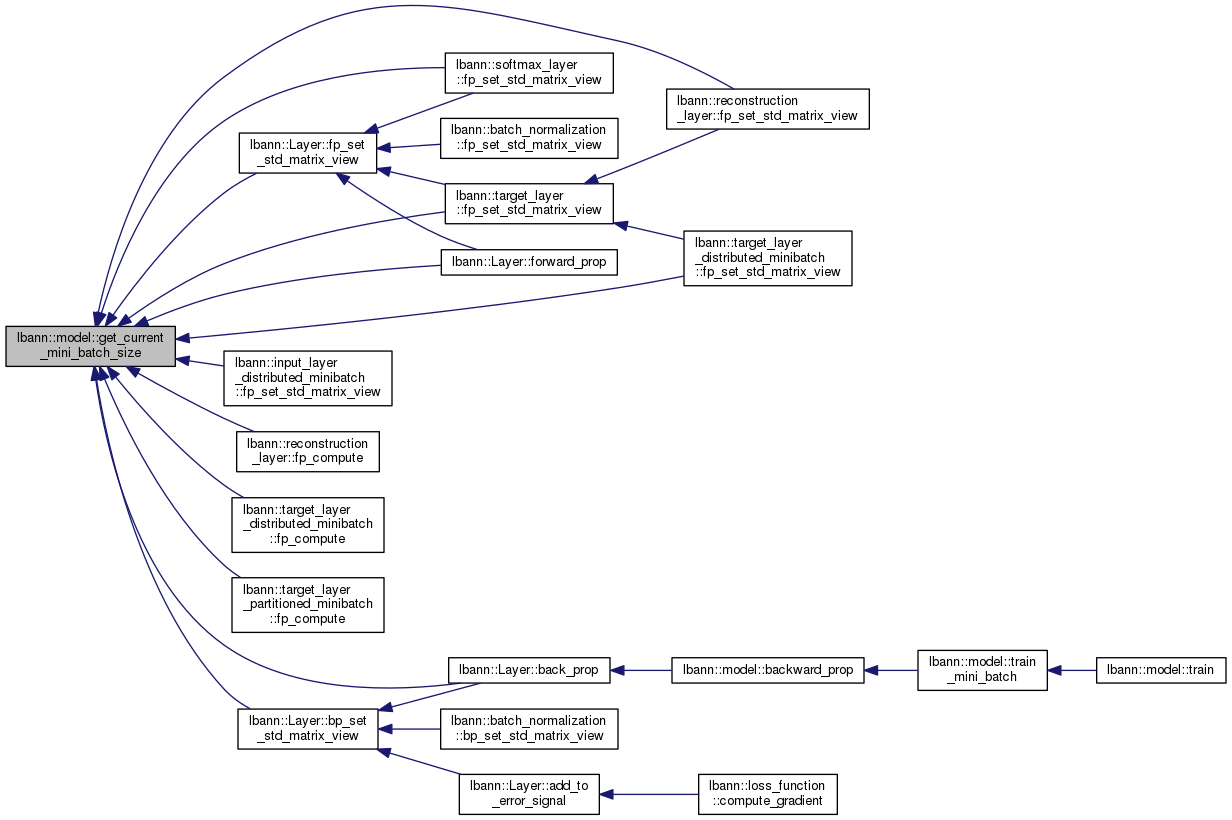 lbann::softmax_layer
::fp_set_std_matrix_view
lbann::reconstruction
_layer::fp_set_std_matrix_view
lbann::batch_normalization
::fp_set_std_matrix_view
lbann::Layer::fp_set
_std_matrix_view
lbann::target_layer
::fp_set_std_matrix_view
lbann::target_layer
_distributed_minibatch
::fp_set_std_matrix_view
lbann::Layer::forward_prop
lbann::model::get_current
_mini_batch_size
lbann::input_layer
_distributed_minibatch
::fp_set_std_matrix_view
lbann::reconstruction
_layer::fp_compute
lbann::target_layer
_distributed_minibatch
::fp_compute
lbann::target_layer
_partitioned_minibatch
::fp_compute
lbann::Layer::back_prop
lbann::model::backward_prop
lbann::model::train
_mini_batch
lbann::model::train
lbann::Layer::bp_set
_std_matrix_view
lbann::batch_normalization
::bp_set_std_matrix_view
lbann::Layer::add_to
_error_signal
lbann::loss_function
::compute_gradient